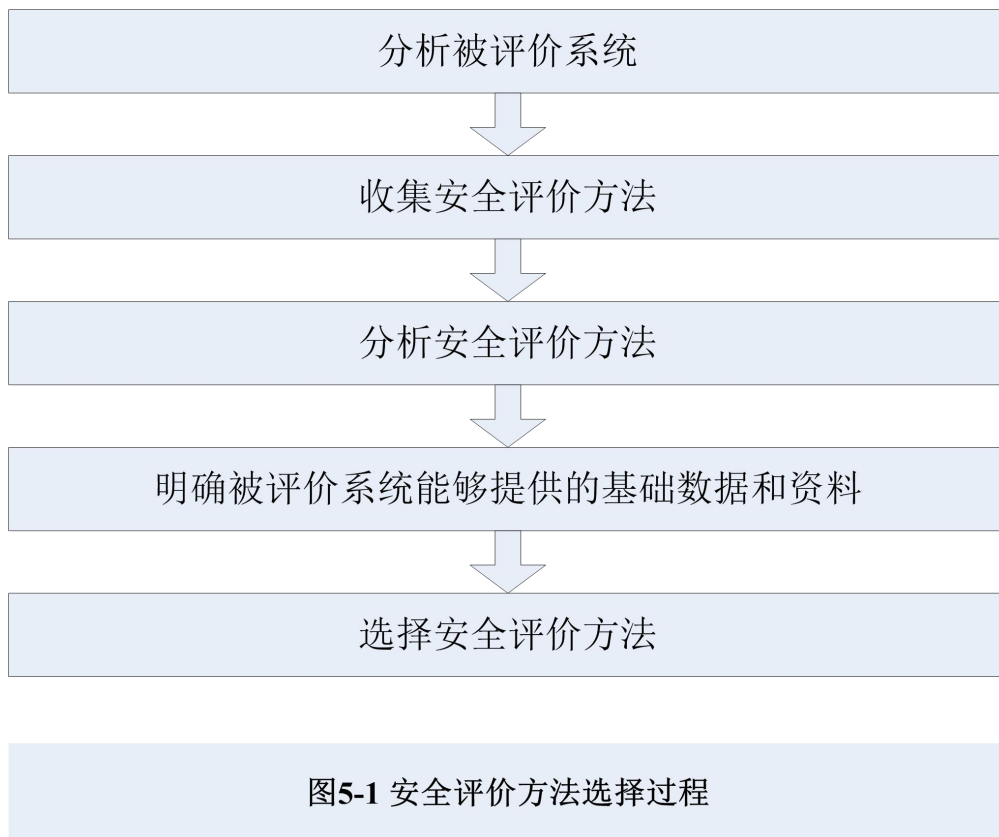 分析被评价系统
收集安全评价方法
分析安全评价方法
明确被评价系统能够提供的基础数据和资料
选择安全评价方法
图5-1 安全评价方法选择过程